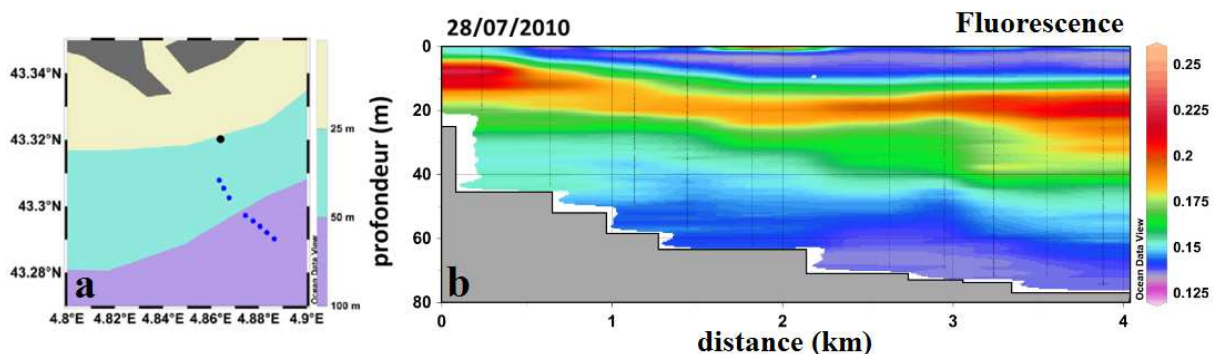 28/07/2010
Fluorescence
43.34°N
43.32°N
43.3°N
43.28°N
4.8°E 4.82°E 4.84°E 4.86°E 4.88°E 4.9°E
25 m
50 m
100 m
Ocean Data View
a
profondeur (m)
0
20
40
60
80
0 1 2 3 4
distance (km)
b
Ocean Data View
0.25
0.225
0.2
0.175
0.15
0.125